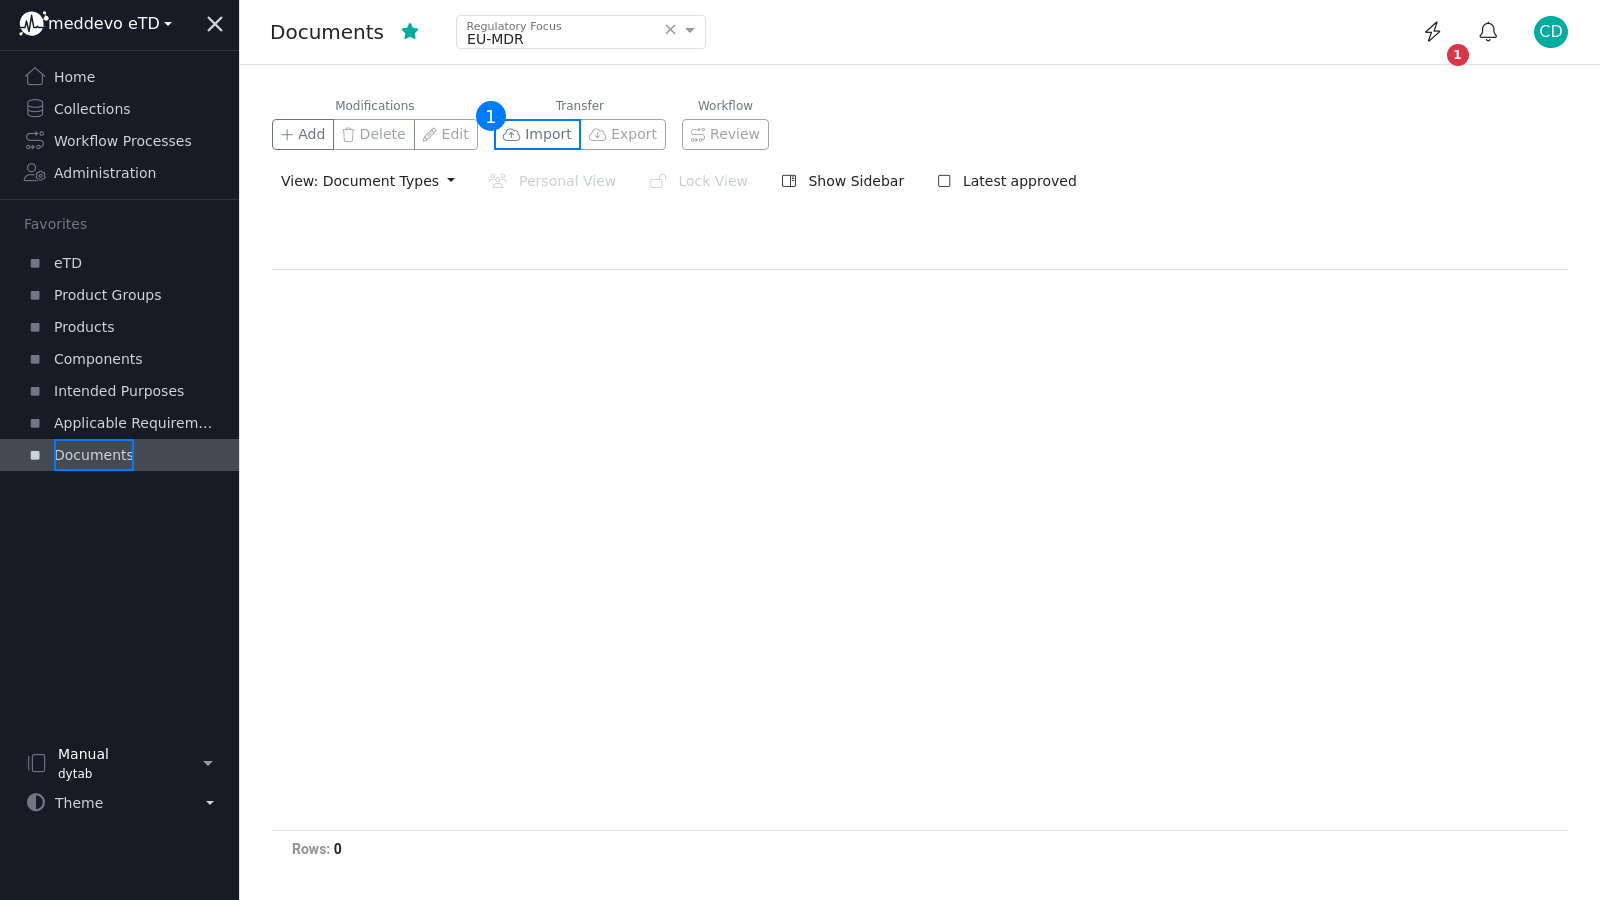 meddevo eTD
Home
Collections
Workflow Processes
Administration
Favorites
eTD
Product Groups
Products
Components
Intended Purposes
Applicable Requirem...
Documents
Manual
dytab
Theme
Documents
Regulatory Focus
EU-MDR
1
CD
Modifications
Transfer
Workflow
Add
Delete
Edit
1
Import
Export
Review
View: Document Types
Personal View
Lock View
Show Sidebar
Latest approved
Rows: 0